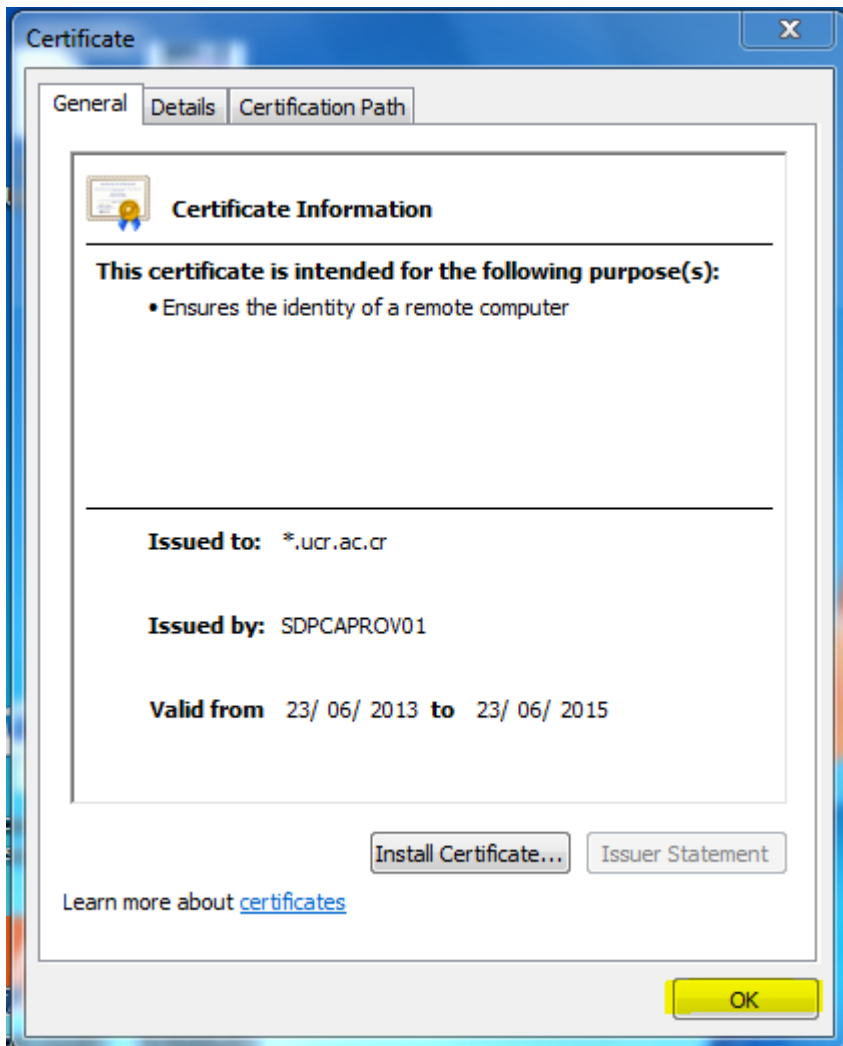 Certificate
General Details Certification Path
Certificate Information
This certificate is intended for the following purpose(s):
• Ensures the identity of a remote computer
Issued to: *.ucr.ac.cr
Issued by: SDPCAPROV01
Valid from 23/ 06/ 2013 to 23/ 06/ 2015
Install Certificate... Issuer Statement
Learn more about certificates
OK